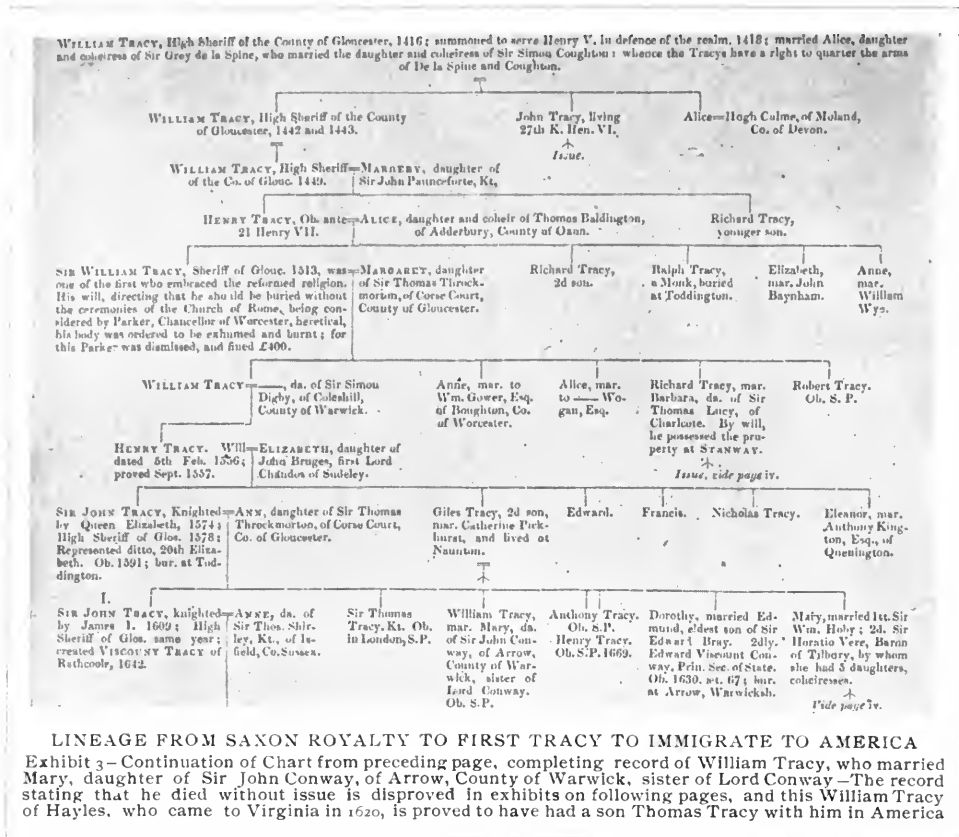 WILLIAM TRACY, High Sheriff of the County of Gloucester, 1416; summoned to serve Henry V. in defence of the realm, 1418; married Alice, daughter
and coheiress of Sir Grey de la Spine, who married the daughter and coheiress of Sir Simon Coughton: whence the Tracys have a right to quarter the arms
of De la Spine and Coughton.
WILLIAM TRACY, High Sheriff of the County
of Gloucester, 1442 and 1443.
John Tracy, living
27th K. Hen. VI.
Issue.
Alice=Hugh Culme, of Moland,
Co. of Devon.
WILLIAM TRACY, High Sheriff=MARGERY, daughter of
of the Co. of Glouc. 1449. Sir John Paunceforte, Kt,
HENRY TRACY, Ob. ante=ALICE, daughter and coheir of Thomas Baldington,
21 Henry VII. of Adderbury, County of Oxon.
Richard Tracy,
younger son.
SIR WILLIAM TRACY, Sheriff of Glouc. 1513, was
one of the first who embraced the reformed religion.
His will, directing that he should be buried without
the ceremonies of the Church of Rome, being con-
sidered by Parker, Chancellor of Worcester, heretical,
his body was ordered to be exhumed and burnt; for
this Parker was dismissed, and fined £400.
=MARGARET, daughter
of Sir Thomas Throck-
morton, of Corse Court,
County of Gloucester.
Richard Tracy,
2d son.
Ralph Tracy,
a Monk, buried
at Toddington.
Elizabeth,
mar. John
Baynham.
Anne,
mar.
William
Wye.
WILLIAM TRACY=——, da. of Sir Simon
Digby, of Coleshill,
County of Warwick.
Anne, mar. to
Wm. Gower, Esq.
of Boughton, Co.
of Worcester.
Alice, mar.
to —— Wo-
gan, Esq.
Richard Tracy, mar.
Barbara, da. of Sir
Thomas Lucy, of
Charlcote. By will,
he possessed the pro-
perty at STANWAY.
Issue, vide page iv.
Robert Tracy.
Ob. S. P.
HENRY TRACY. Will=ELIZABETH, daughter of
dated 5th Feb. 1556; John Bruges, first Lord
proved Sept. 1557. Chandos of Sudeley.
SIR JOHN TRACY, Knighted
by Queen Elizabeth, 1574;
High Sheriff of Glos. 1578;
Represented ditto, 20th Eliza-
beth. Ob. 1591; bur. at Tod-
dington.
=ANN, daughter of Sir Thomas
Throckmorton, of Corse Court,
Co. of Gloucester.
Giles Tracy, 2d son,
mar. Catherine Pick-
hurst, and lived at
Naunton.
Edward.
Francis.
Nicholas Tracy.
Eleanor, mar.
Anthony King-
ton, Esq., of
Quenington.
I.
SIR JOHN TRACY, knighted
by James I. 1609; High
Sheriff of Glos. same year;
created VISCOUNT TRACY of
Rathcoole, 1642.
=ANNE, da. of
Sir Thos. Shir-
ley, Kt., of Is-
field, Co. Sussex.
Sir Thomas
Tracy, Kt. Ob.
in London, S.P.
William Tracy,
mar. Mary, da.
of Sir John Con-
way, of Arrow,
County of War-
wick, sister of
Lord Conway.
Ob. S.P.
Anthony Tracy.
Ob. S.P.
Henry Tracy.
Ob. S.P. 1669.
Dorothy, married Ed-
mund, eldest son of Sir
Edward Bray. 2dly.
Edward Viscount Con-
way, Prin. Sec. of State.
Ob. 1630. æt. 67; bur.
at Arrow, Warwicksh.
Mary, married 1st. Sir
Wm. Hoby; 2d. Sir
Horatio Vere, Baron
of Tilbury, by whom
she had 5 daughters,
coheiresses.
Vide page iv.
LINEAGE FROM SAXON ROYALTY TO FIRST TRACY TO IMMIGRATE TO AMERICA
Exhibit 3—Continuation of Chart from preceding page, completing record of William Tracy, who married
Mary, daughter of Sir John Conway, of Arrow, County of Warwick, sister of Lord Conway—The record
stating that he died without issue is disproved in exhibits on following pages, and this William Tracy
of Hayles, who came to Virginia in 1620, is proved to have had a son Thomas Tracy with him in America